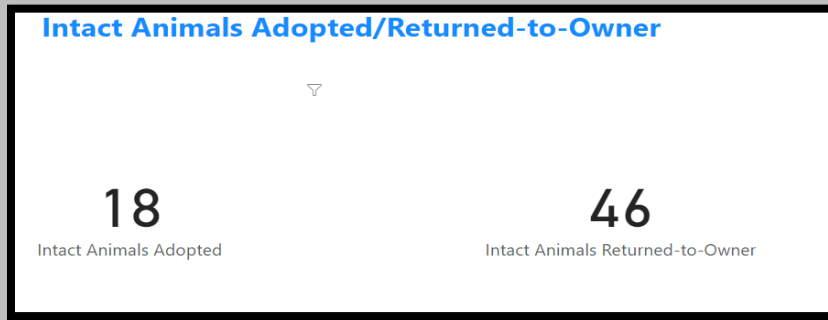 Intact Animals Adopted/Returned-to-Owner
18
Intact Animals Adopted
46
Intact Animals Returned-to-Owner